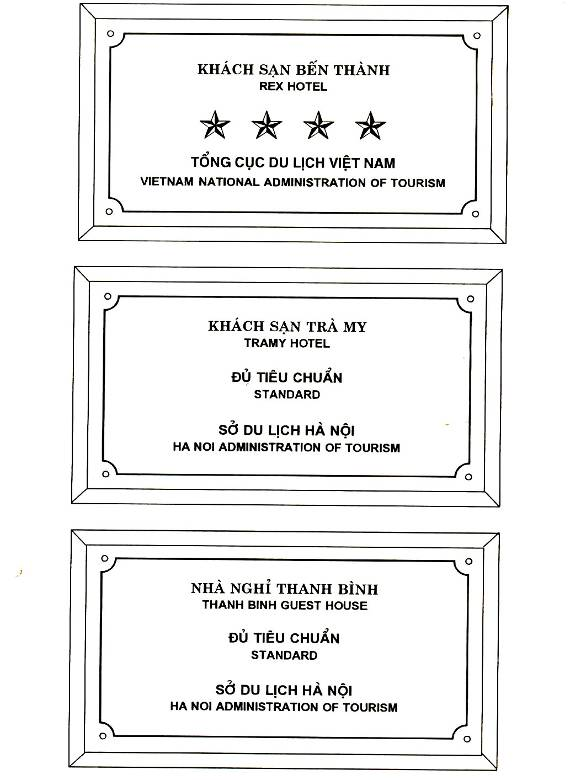 KHÁCH SẠN BẾN THÀNH
REX HOTEL
TỔNG CỤC DU LỊCH VIỆT NAM
VIETNAM NATIONAL ADMINISTRATION OF TOURISM
KHÁCH SẠN TRÀ MY
TRAMY HOTEL
ĐỦ TIÊU CHUẨN
STANDARD
SỞ DU LỊCH HÀ NỘI
HA NOI ADMINISTRATION OF TOURISM
NHÀ NGHỈ THANH BÌNH
THANH BINH GUEST HOUSE
ĐỦ TIÊU CHUẨN
STANDARD
SỞ DU LỊCH HÀ NỘI
HA NOI ADMINISTRATION OF TOURISM